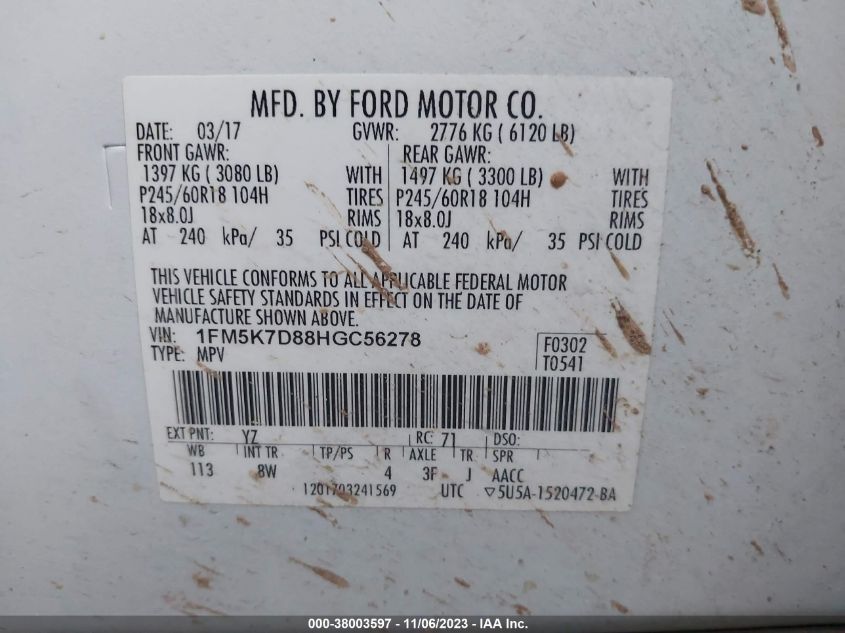 MFD. BY FORD MOTOR CO.
DATE: 03/17 GVWR: 2776 KG ( 6120 LB)
FRONT GAWR: REAR GAWR:
1397 KG ( 3080 LB) WITH 1497 KG ( 3300 LB) WITH
P245/60R18 104H TIRES P245/60R18 104H TIRES
18x8.0J RIMS 18x8.0J RIMS
AT 240 kPa/ 35 PSI COLD AT 240 kPa/ 35 PSI COLD
THIS VEHICLE CONFORMS TO ALL APPLICABLE FEDERAL MOTOR
VEHICLE SAFETY STANDARDS IN EFFECT ON THE DATE OF
MANUFACTURE SHOWN ABOVE.
VIN: 1FM5K7D88HGC56278 F0302
TYPE: MPV T0541
EXT PNT: YZ RC: 71 DSO:
WB INT TR TP/PS R AXLE TR SPR
113 8W 4 3F J AACC
1201703241569 UTC ▽5U5A-1520472-BA
000-38003597 - 11/06/2023 - IAA Inc.